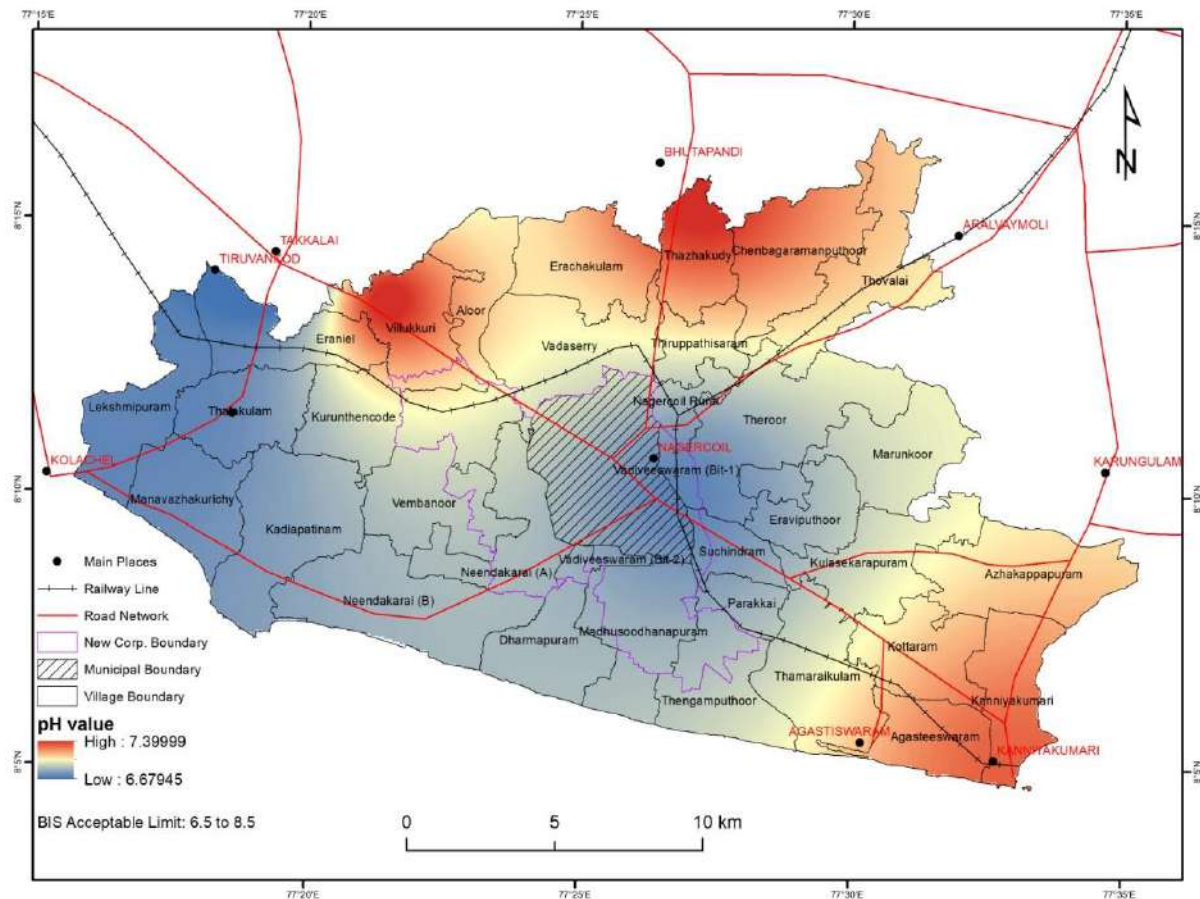 77°15'E 77°20'E 77°25'E 77°30'E 77°35'E
BHUTAPANDI
8°15'N
8°15'N
ARALVAYMOLI
TAKKALAI
Chenbagaramanputhoor
Thazhakudy
TIRUVANCOD
Erachakulam
Thovalai
Aloor
Villukkuri
Eraniel
Vadaserry
Thiruppathisaram
Nagercoil Rural
Lekshmipuram
Thalakulam
Kurunthencode
Theroor
Marunkoor
NAGERCOIL
KOLACHEL
Vadiveeswaram (Bit-1)
KARUNGULAM
8°10'N
8°10'N
Manavazhakurichy
Vembanoor
Eraviputhoor
Kadiapatinam
Suchindram
Vadiveeswaram (Bit-2)
Kulasekarapuram
Neendakarai (A)
Azhakappapuram
Neendakarai (B)
Parakkai
Dharmapuram
Madhusoodhanapuram
Kottaram
Thamaraikulam
Thengamputhoor
Kanniyakumari
AGASTISWARAM
Agasteeswaram
KANNIYAKUMARI
N
Main Places
Railway Line
Road Network
New Corp. Boundary
Municipal Boundary
Village Boundary
pH value
High : 7.39999
Low : 6.67945
8°5'N
8°5'N
BIS Acceptable Limit: 6.5 to 8.5
0 5 10 km
77°20'E 77°25'E 77°30'E 77°35'E